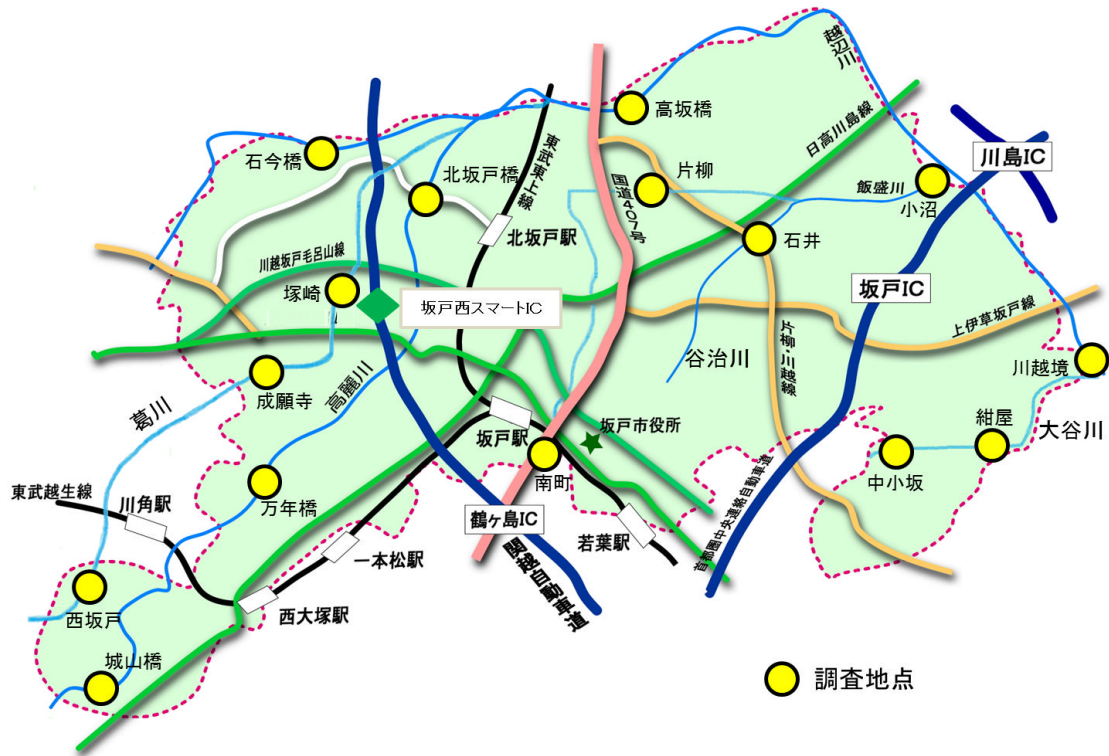 越辺川
高坂橋
日高川島線
石今橋
東武東上線
北坂戸橋
国道407号
片柳
川島IC
飯盛川
小沼
北坂戸駅
石井
川越坂戸毛呂山線
塚崎
坂戸西スマートIC
坂戸IC
上伊草坂戸線
谷治川
片柳・川越線
川越境
成願寺
高麗川
葛川
坂戸駅
坂戸市役所
紺屋
大谷川
南町
中小坂
東武越生線
川角駅
万年橋
鶴ヶ島IC
若葉駅
首都圏中央連絡自動車道
一本松駅
関越自動車道
西坂戸
西大塚駅
城山橋
調査地点